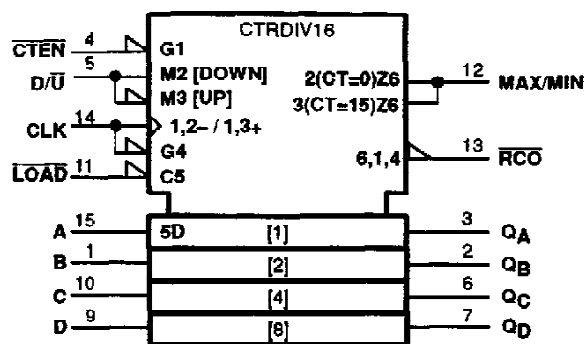 CTRDIV16
CTEN 4 G1
D/U 5 M2 [DOWN] 2(CT=0)Z6 12 MAX/MIN
M3 [UP] 3(CT=15)Z6
CLK 14 1,2– / 1,3+
G4 6,1,4 13 RCO
LOAD 11 C5
A 15 5D [1] 3 QA
B 1 [2] 2 QB
C 10 [4] 6 QC
D 9 [8] 7 QD